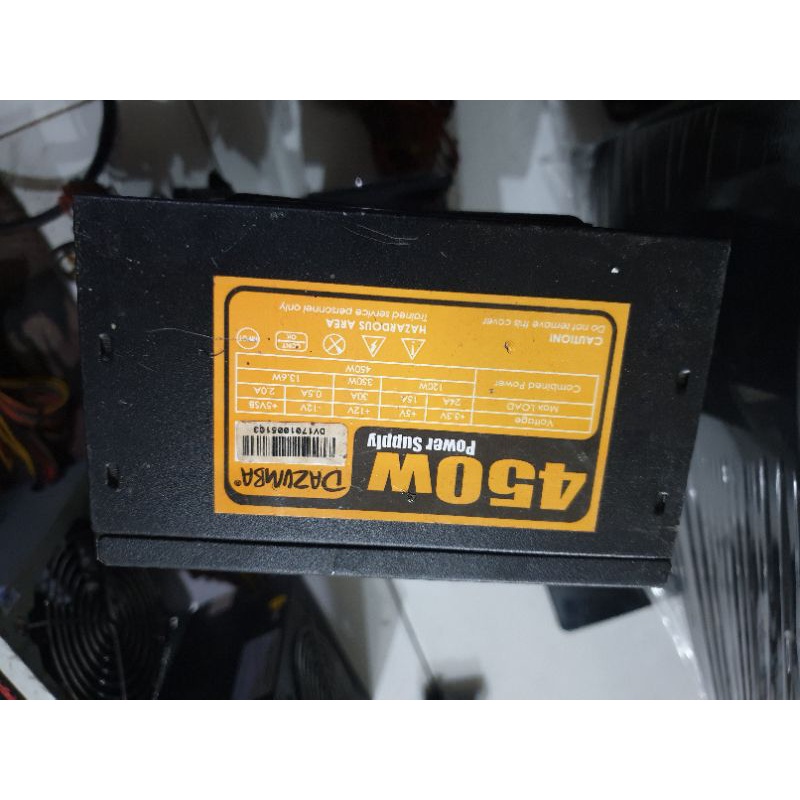 450W
Power Supply
DAZUMBA®
DV1701005103
Voltage +3.3V +5V +12V -12V +5VSB
Max LOAD 24A 15A 30A 0.5A 2.0A
Combined Power 120W 350W 13.6W
450W
CAUTION!
Do not remove this cover
HAZARDOUS AREA
Trained service personnel only